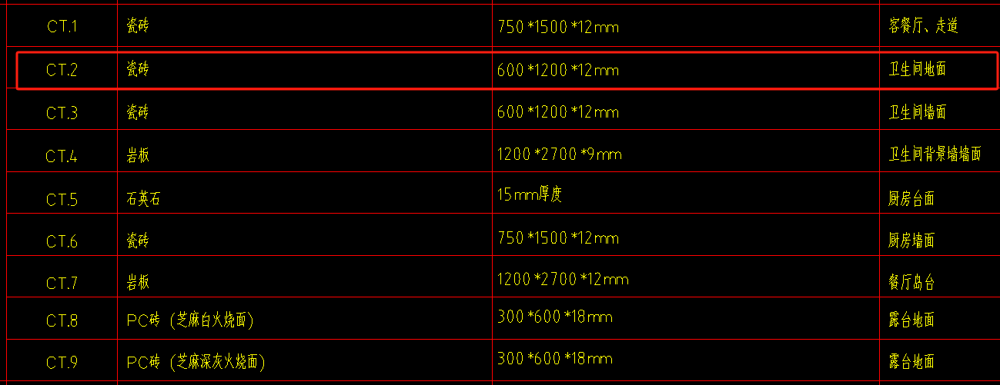 CT.1 瓷砖 750*1500*12mm 客餐厅、走道
CT.2 瓷砖 600*1200*12mm 卫生间地面
CT.3 瓷砖 600*1200*12mm 卫生间墙面
CT.4 岩板 1200*2700*9mm 卫生间背景墙墙面
CT.5 石英石 15mm厚度 厨房台面
CT.6 瓷砖 750*1500*12mm 厨房墙面
CT.7 岩板 1200*2700*12mm 餐厅岛台
CT.8 PC砖（芝麻白火烧面） 300*600*18mm 露台地面
CT.9 PC砖（芝麻深灰火烧面） 300*600*18mm 露台地面